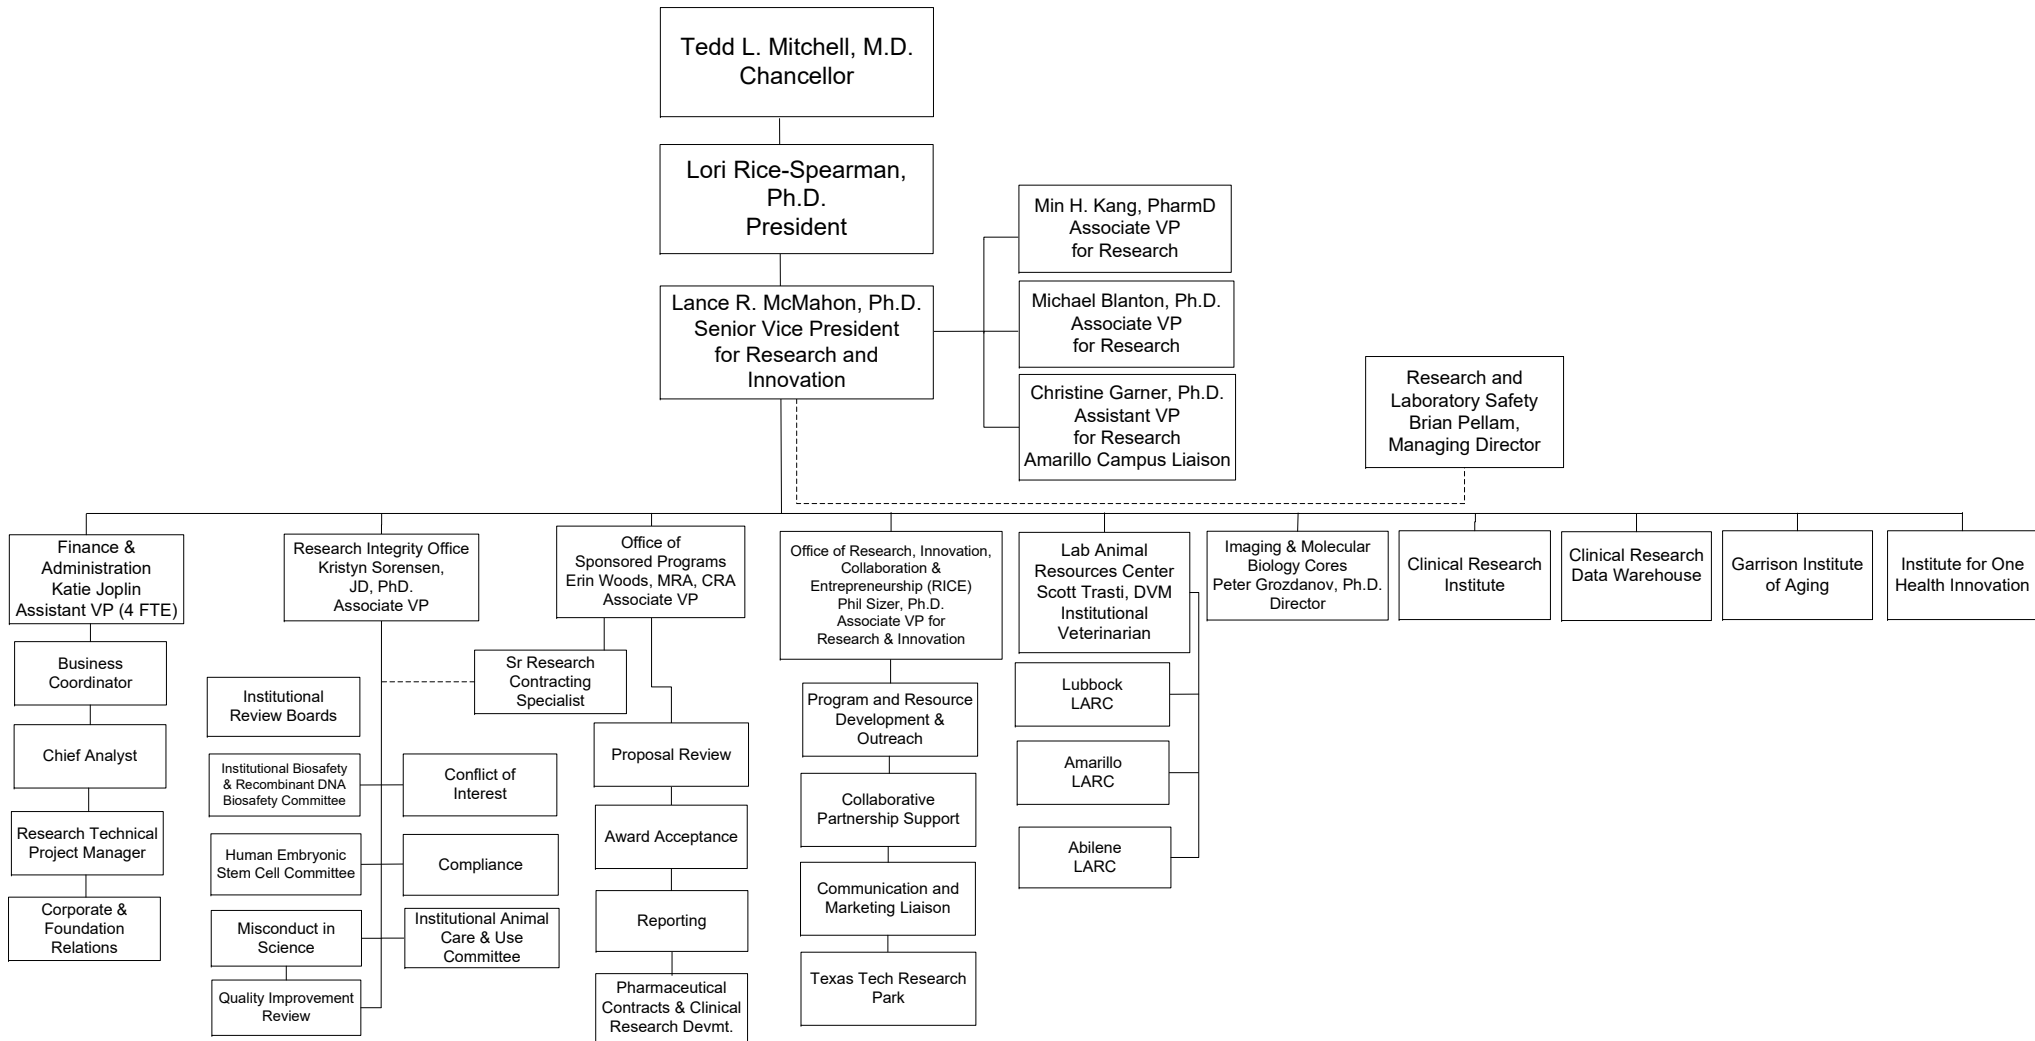 Tedd L. Mitchell, M.D.
Chancellor
Lori Rice-Spearman,
Ph.D.
President
Lance R. McMahon, Ph.D.
Senior Vice President
for Research and
Innovation
Min H. Kang, PharmD
Associate VP
for Research
Michael Blanton, Ph.D.
Associate VP
for Research
Christine Garner, Ph.D.
Assistant VP
for Research
Amarillo Campus Liaison
Research and
Laboratory Safety
Brian Pellam,
Managing Director
Finance &
Administration
Katie Joplin
Assistant VP (4 FTE)
Business
Coordinator
Chief Analyst
Research Technical
Project Manager
Corporate &
Foundation
Relations
Research Integrity Office
Kristyn Sorensen,
JD, PhD.
Associate VP
Institutional
Review Boards
Institutional Biosafety
& Recombinant DNA
Biosafety Committee
Conflict of
Interest
Human Embryonic
Stem Cell Committee
Compliance
Misconduct in
Science
Institutional Animal
Care & Use
Committee
Quality Improvement
Review
Office of
Sponsored Programs
Erin Woods, MRA, CRA
Associate VP
Sr Research
Contracting
Specialist
Proposal Review
Award Acceptance
Reporting
Pharmaceutical
Contracts & Clinical
Research Devmt.
Office of Research, Innovation,
Collaboration &
Entrepreneurship (RICE)
Phil Sizer, Ph.D.
Associate VP for
Research & Innovation
Program and Resource
Development &
Outreach
Collaborative
Partnership Support
Communication and
Marketing Liaison
Texas Tech Research
Park
Lab Animal
Resources Center
Scott Trasti, DVM
Institutional
Veterinarian
Lubbock
LARC
Amarillo
LARC
Abilene
LARC
Imaging & Molecular
Biology Cores
Peter Grozdanov, Ph.D.
Director
Clinical Research
Institute
Clinical Research
Data Warehouse
Garrison Institute
of Aging
Institute for One
Health Innovation